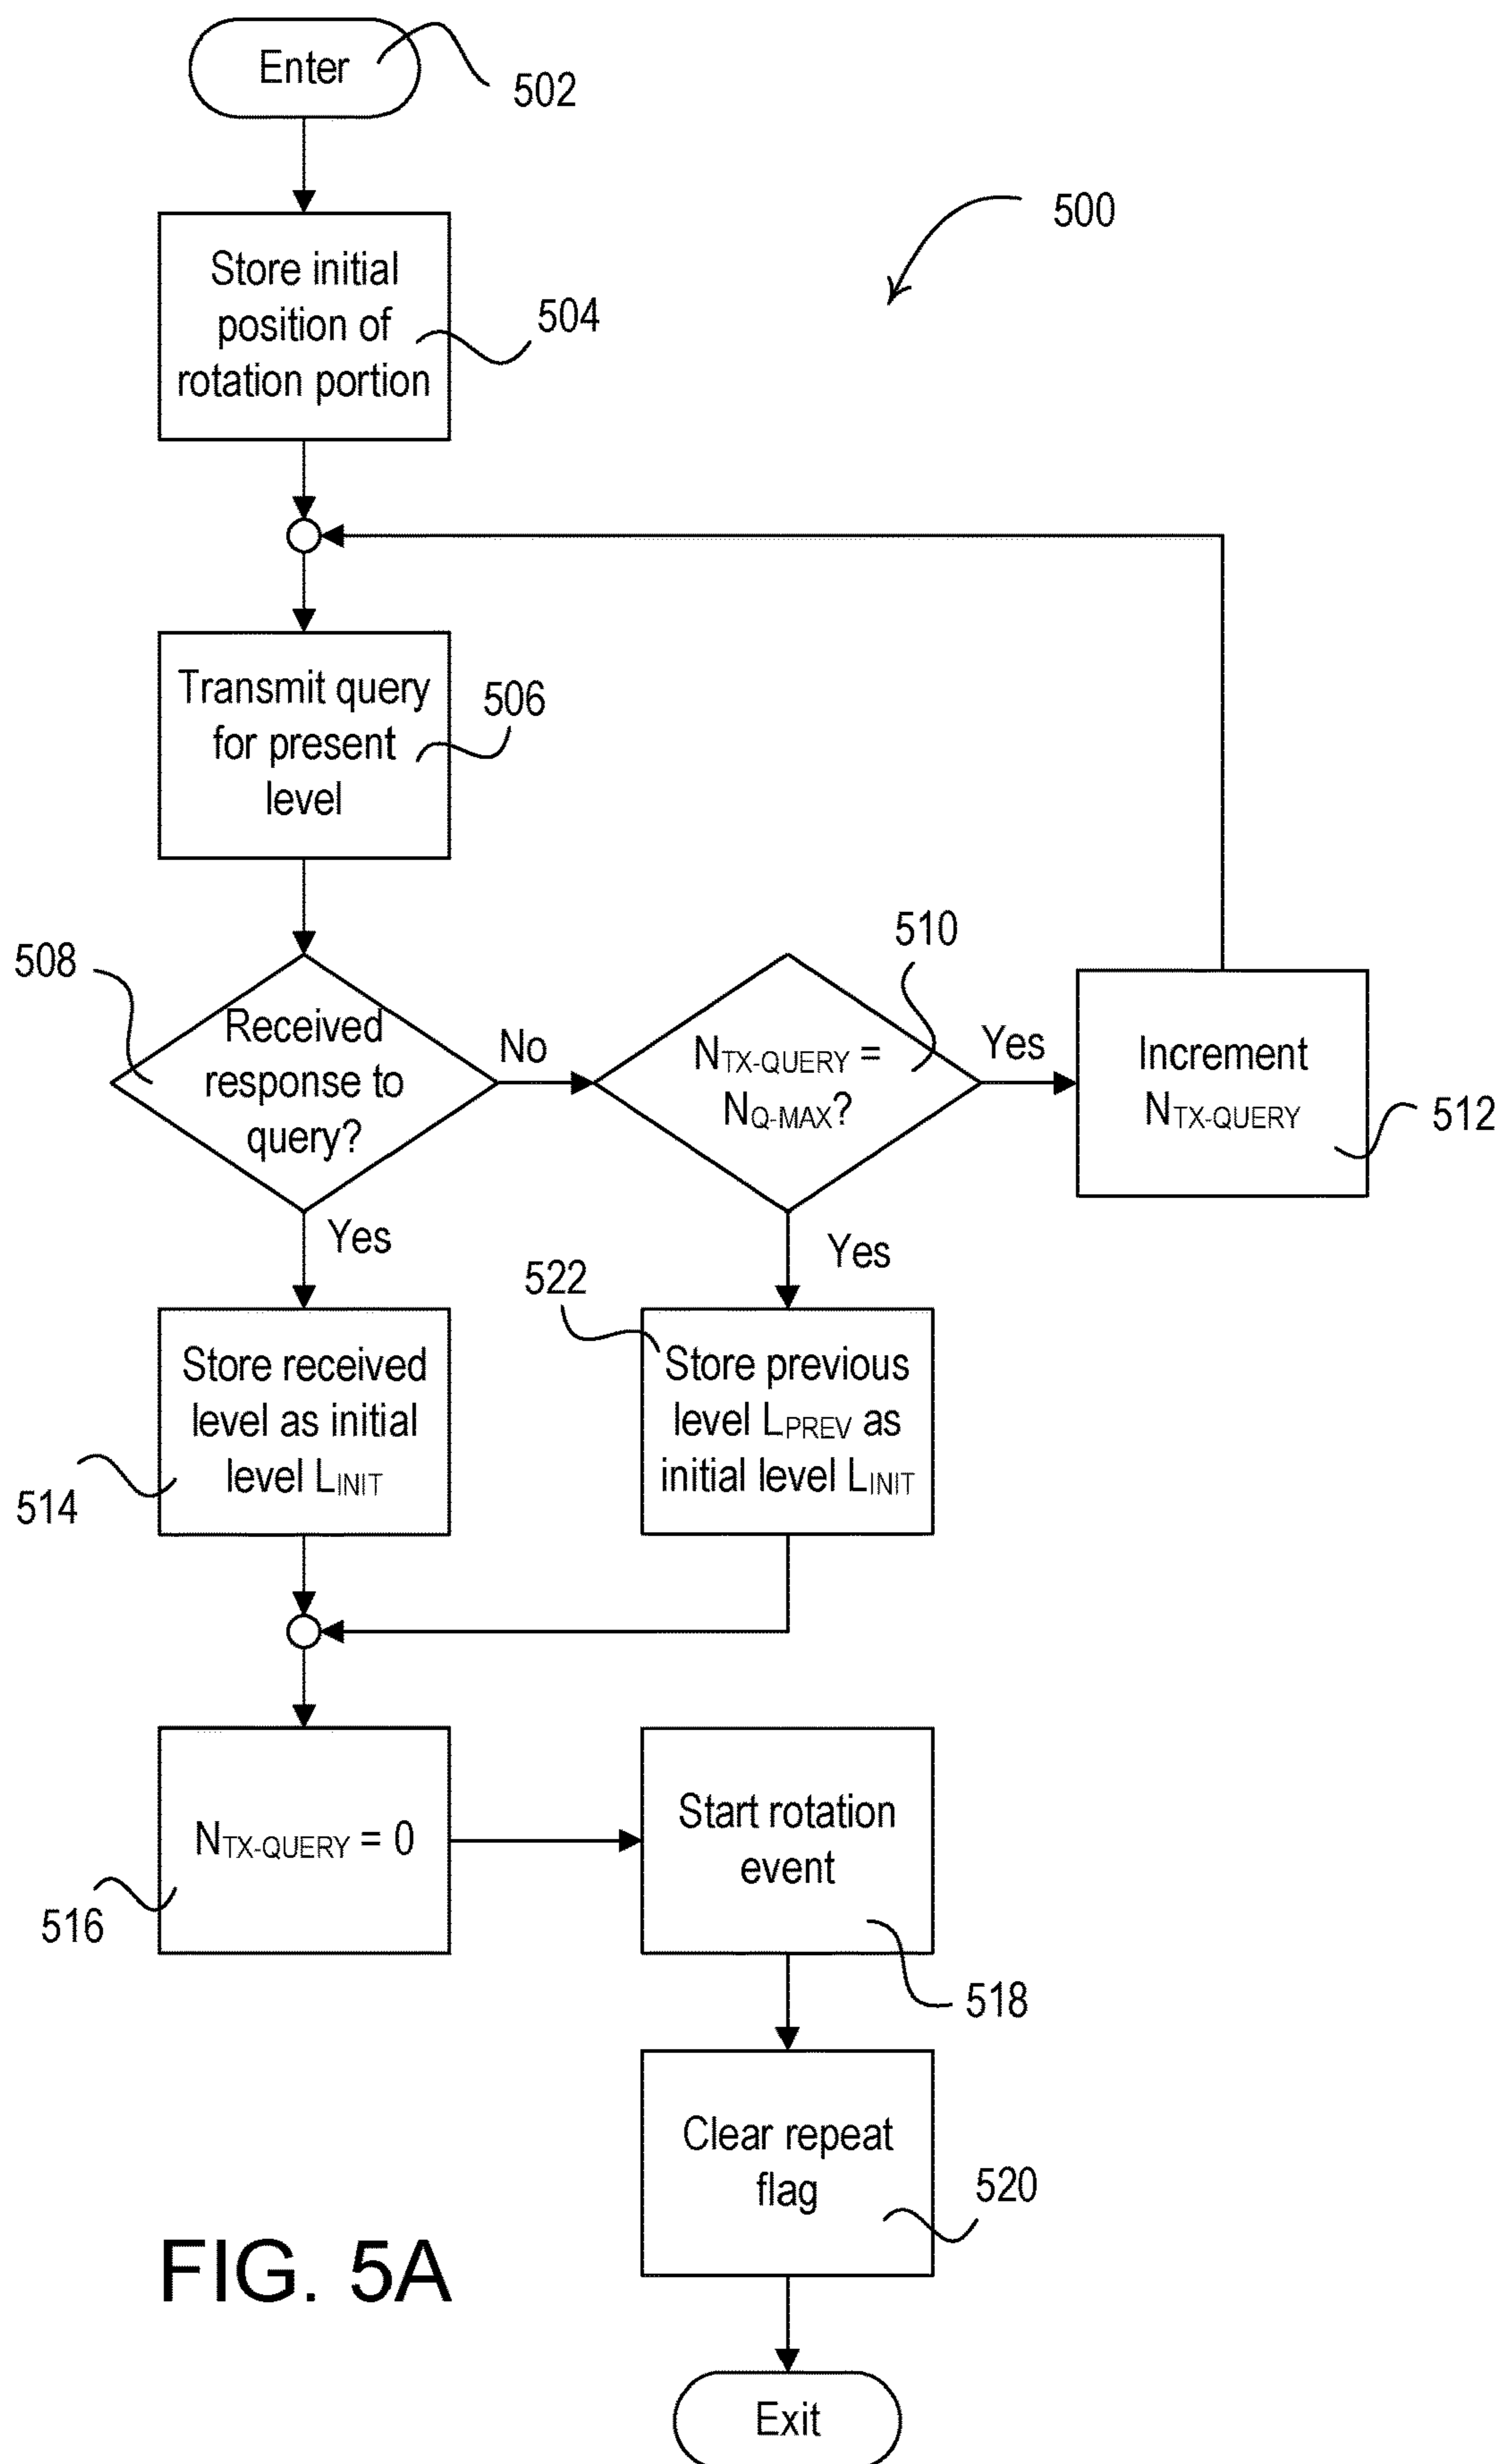 Enter
502
500
Store initial
position of
rotation portion
504
Transmit query
for present
level
506
508
Received
response to
query?
No
510
NTX-QUERY =
NQ-MAX?
Yes
Increment
NTX-QUERY
512
Yes
Yes
522
Store received
level as initial
level LINIT
514
Store previous
level LPREV as
initial level LINIT
NTX-QUERY = 0
516
Start rotation
event
518
Clear repeat
flag
520
FIG. 5A
Exit